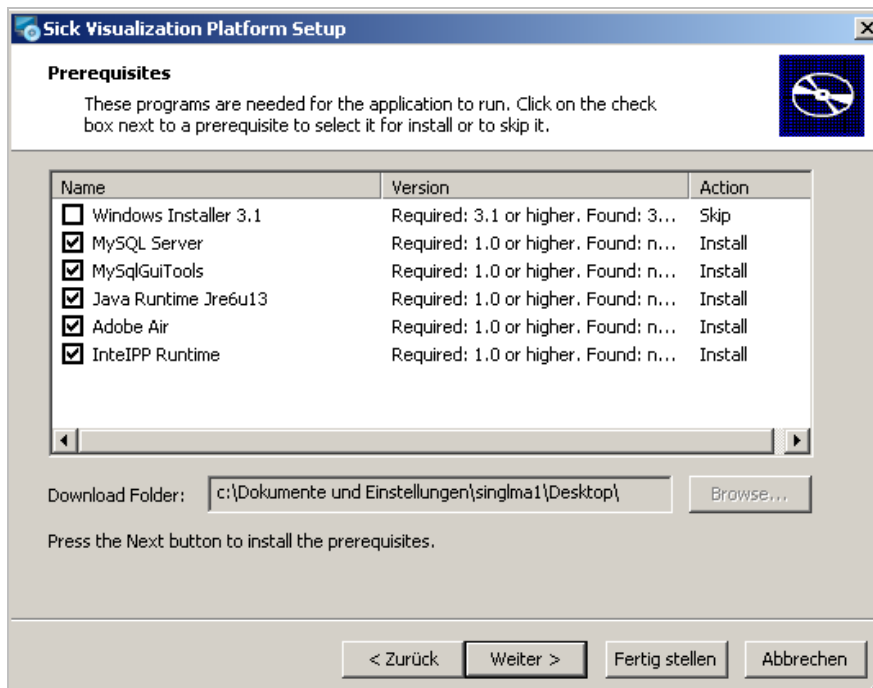 Sick Visualization Platform Setup
Prerequisites
These programs are needed for the application to run. Click on the check
box next to a prerequisite to select it for install or to skip it.
Name Version Action
Windows Installer 3.1 Required: 3.1 or higher. Found: 3... Skip
MySQL Server Required: 1.0 or higher. Found: n... Install
MySqlGuiTools Required: 1.0 or higher. Found: n... Install
Java Runtime Jre6u13 Required: 1.0 or higher. Found: n... Install
Adobe Air Required: 1.0 or higher. Found: n... Install
InteIPP Runtime Required: 1.0 or higher. Found: n... Install
Download Folder: c:\Dokumente und Einstellungen\singlma1\Desktop\ Browse...
Press the Next button to install the prerequisites.
< Zurück Weiter > Fertig stellen Abbrechen